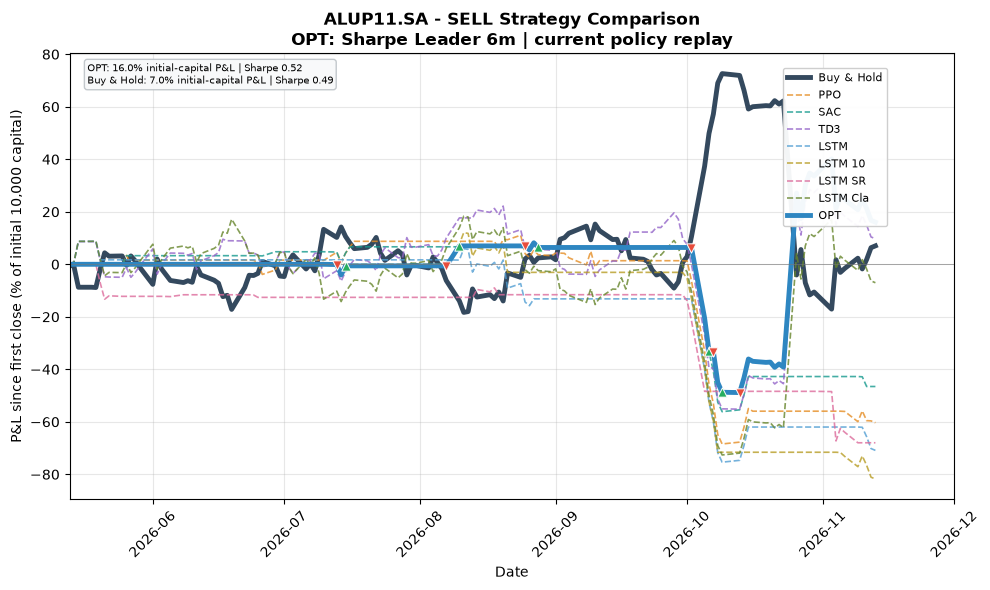 ALUP11.SA - SELL Strategy Comparison
OPT: Sharpe Leader 6m | current policy replay
OPT: 16.0% initial-capital P&L | Sharpe 0.52
Buy & Hold: 7.0% initial-capital P&L | Sharpe 0.49
Buy & Hold
PPO
SAC
TD3
LSTM
LSTM 10
LSTM SR
LSTM Cla
OPT
P&L since first close (% of initial 10,000 capital)
80
60
40
20
0
−20
−40
−60
−80
2026-06
2026-07
2026-08
2026-09
2026-10
2026-11
2026-12
Date